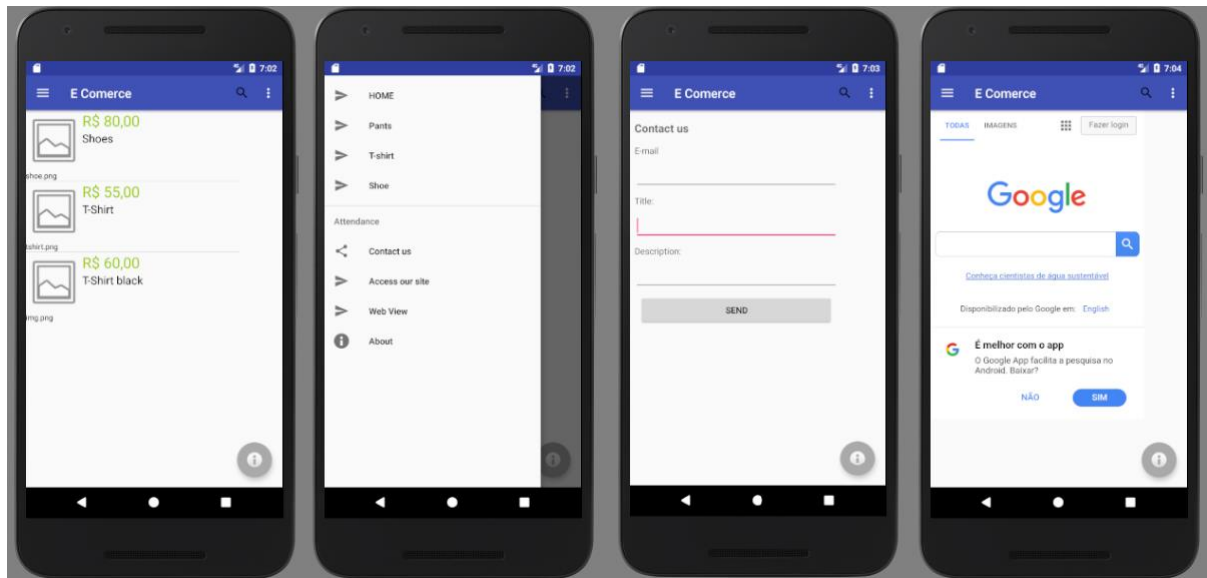 7:02
E Comerce
R$ 80,00
Shoes
shoe.png
R$ 55,00
T-Shirt
tshirt.png
R$ 60,00
T-Shirt black
img.png
7:02
HOME
Pants
T-shirt
Shoe
Attendance
Contact us
Access our site
Web View
About
7:03
E Comerce
Contact us
E-mail
Title:
Description:
SEND
7:04
E Comerce
TODAS IMAGENS Fazer login
Google
Conheça cientistas de água sustentável
Disponibilizado pelo Google em: English
É melhor com o app
O Google App facilita a pesquisa no
Android. Baixar?
NÃO SIM